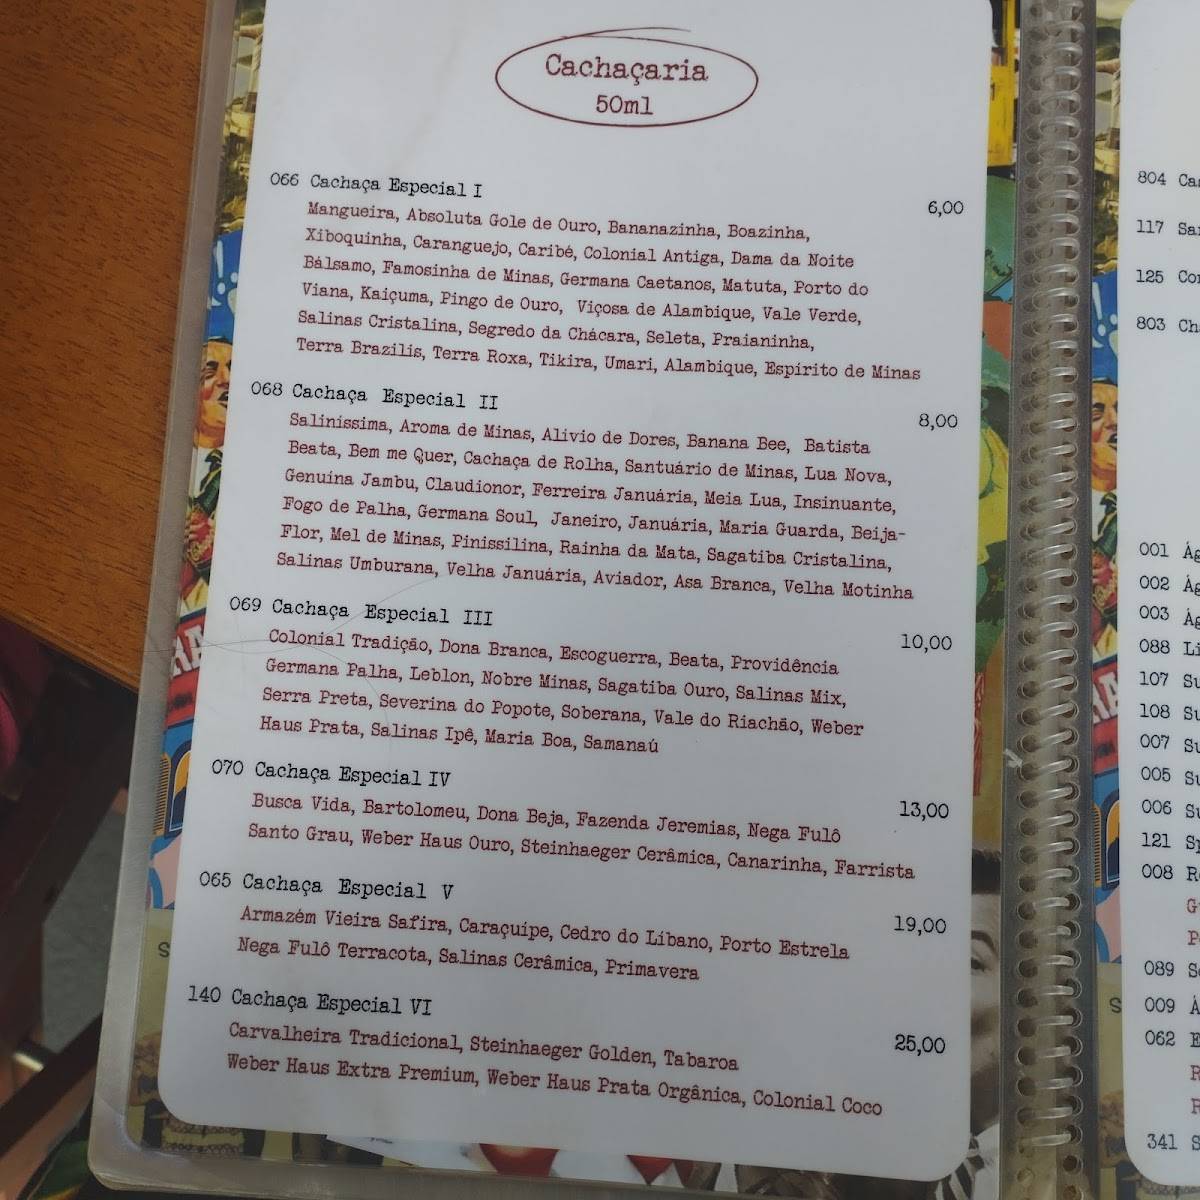 Cachaçaria
50ml
066 Cachaça Especial I 6,00
Mangueira, Absoluta Gole de Ouro, Bananazinha, Boazinha,
Xiboquinha, Caranguejo, Caribé, Colonial Antiga, Dama da Noite
Bálsamo, Famosinha de Minas, Germana Caetanos, Matuta, Porto do
Viana, Kaiçuma, Pingo de Ouro, Viçosa de Alambique, Vale Verde,
Salinas Cristalina, Segredo da Chácara, Seleta, Praianinha,
Terra Brazilis, Terra Roxa, Tikira, Umari, Alambique, Espírito de Minas
068 Cachaça Especial II 8,00
Saliníssima, Aroma de Minas, Alivio de Dores, Banana Bee, Batista
Beata, Bem me Quer, Cachaça de Rolha, Santuário de Minas, Lua Nova,
Genuína Jambu, Claudionor, Ferreira Januária, Meia Lua, Insinuante,
Fogo de Palha, Germana Soul, Janeiro, Januária, Maria Guarda, Beija-
Flor, Mel de Minas, Pinissilina, Rainha da Mata, Sagatiba Cristalina,
Salinas Umburana, Velha Januária, Aviador, Asa Branca, Velha Motinha
069 Cachaça Especial III 10,00
Colonial Tradição, Dona Branca, Escoguerra, Beata, Providência
Germana Palha, Leblon, Nobre Minas, Sagatiba Ouro, Salinas Mix,
Serra Preta, Severina do Popote, Soberana, Vale do Riachão, Weber
Haus Prata, Salinas Ipê, Maria Boa, Samanaú
070 Cachaça Especial IV 13,00
Busca Vida, Bartolomeu, Dona Beja, Fazenda Jeremias, Nega Fulô
Santo Grau, Weber Haus Ouro, Steinhaeger Cerâmica, Canarinha, Farrista
065 Cachaça Especial V 19,00
Armazém Vieira Safira, Caraçuípe, Cedro do Líbano, Porto Estrela
Nega Fulô Terracota, Salinas Cerâmica, Primavera
140 Cachaça Especial VI 25,00
Carvalheira Tradicional, Steinhaeger Golden, Tabaroa
Weber Haus Extra Premium, Weber Haus Prata Orgânica, Colonial Coco
804
117
125
803
001
002
003
088
107
108
007
005
006
121
008
089
009
062
341